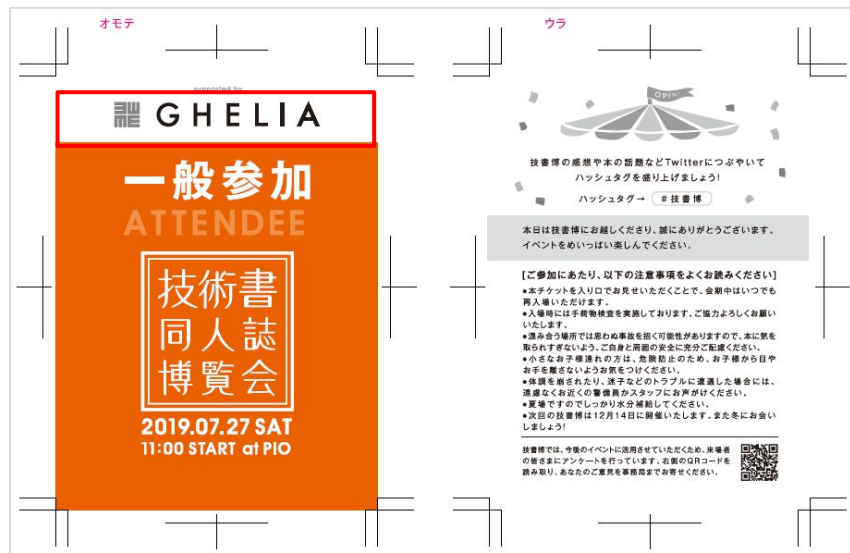 オモテ
supported by
GHELIA
一般参加
ATTENDEE
技術書
同人誌
博覧会
2019.07.27 SAT
11:00 START at PiO
ウラ
OPEN!
技書博の感想や本の話題などTwitterにつぶやいて
ハッシュタグを盛り上げましょう!
ハッシュタグ→ #技書博
本日は技書博にお越しくださり、誠にありがとうございます。
イベントをめいっぱい楽しんでください。
[ご参加にあたり、以下の注意事項をよくお読みください]
●本チケットを入り口でお見せいただくことで、会期中はいつでも
再入場いただけます。
●入場時には手荷物検査を実施しております。ご協力よろしくお願い
いたします。
●混み合う場所では思わぬ事故を招く可能性がありますので、本に気を
取られすぎないよう、ご自身と周囲の安全に充分ご配慮ください。
●小さなお子様連れの方は、危険防止のため、お子様から目や
お手を離さないようお気をつけください。
●体調を崩されたり、迷子などのトラブルに遭遇した場合には、
遠慮なくお近くの警備員かスタッフにお声がけください。
●夏場ですのでしっかり水分補給してください。
●次回の技書博は12月14日に開催いたします。また冬にお会い
しましょう!
技書博では、今後のイベントに活用させていただくため、来場者
の皆さまにアンケートを行っています。右側のQRコードを
読み取り、あなたのご意見を事務局までお寄せください。